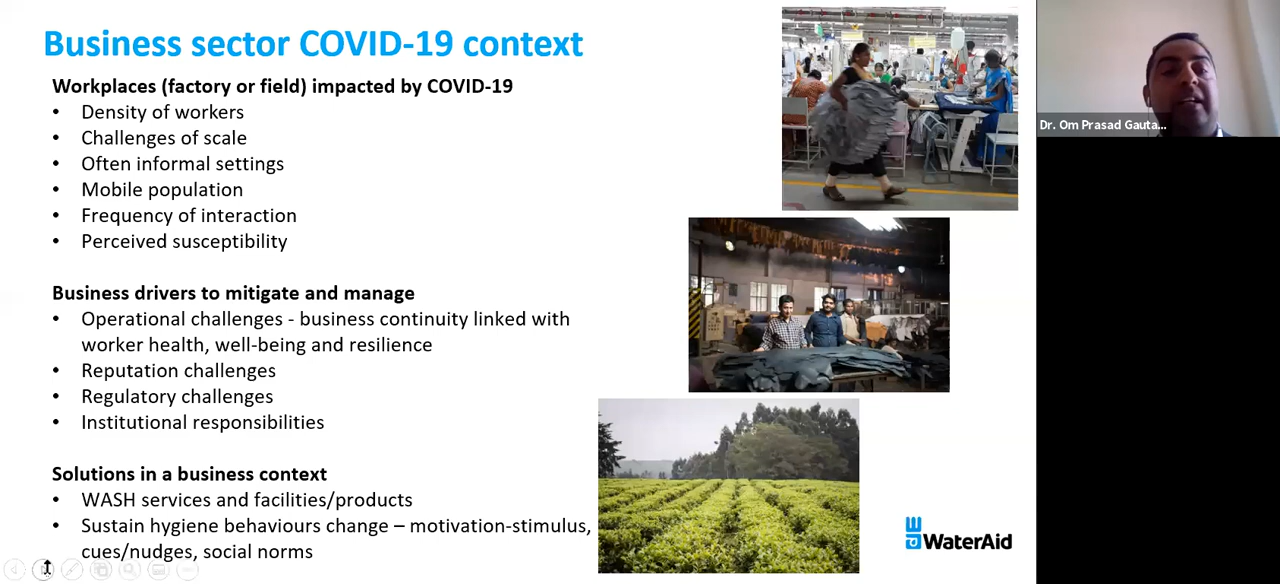 Business sector COVID-19 context
Workplaces (factory or field) impacted by COVID-19
• Density of workers
• Challenges of scale
• Often informal settings
• Mobile population
• Frequency of interaction
• Perceived susceptibility
Business drivers to mitigate and manage
• Operational challenges - business continuity linked with
worker health, well-being and resilience
• Reputation challenges
• Regulatory challenges
• Institutional responsibilities
Solutions in a business context
• WASH services and facilities/products
• Sustain hygiene behaviours change – motivation-stimulus,
cues/nudges, social norms
WaterAid
Dr. Om Prasad Gauta...